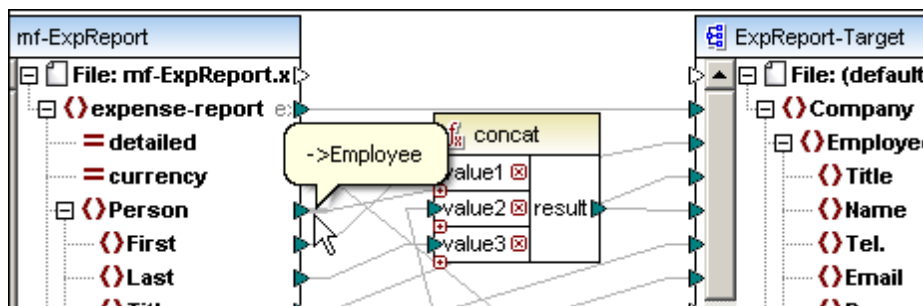 mf-ExpReport
File: mf-ExpReport.x
expense-report
detailed
currency
Person
First
Last
->Employee
concat
value1
value2
value3
result
ExpReport-Target
File: (default
Company
Employee
Title
Name
Tel.
Email